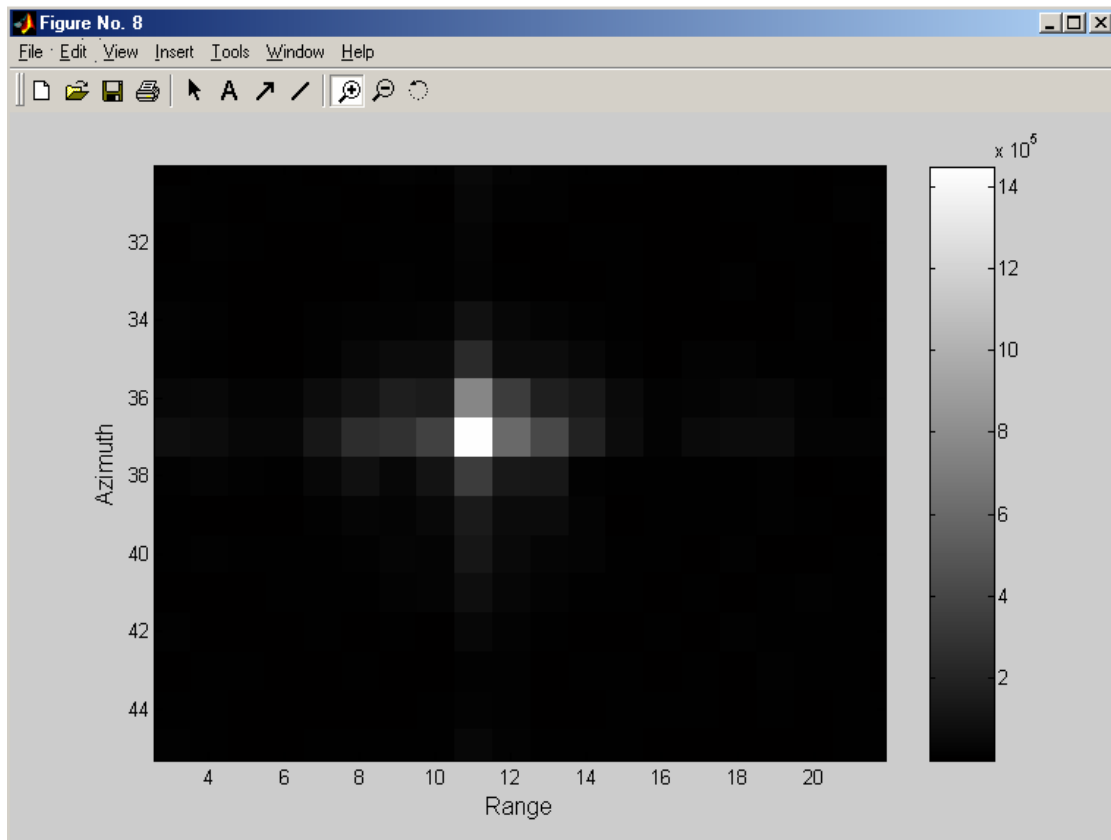 Figure No. 8
File Edit View Insert Tools Window Help
A
x 10^5
14
12
10
8
6
4
2
32
34
36
38
40
42
44
Azimuth
4 6 8 10 12 14 16 18 20
Range